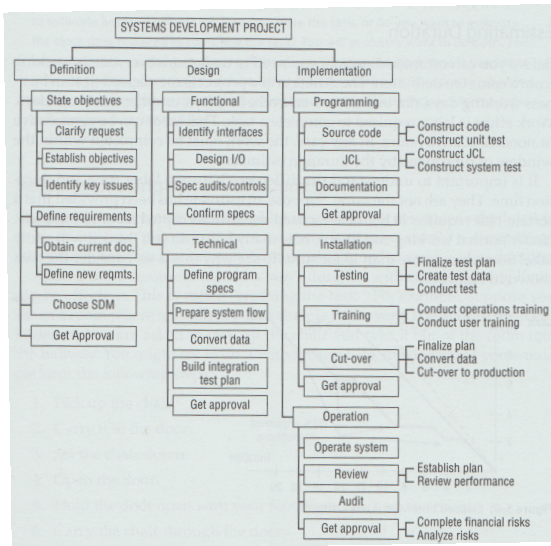 SYSTEMS DEVELOPMENT PROJECT
Definition
State objectives
Clarify request
Establish objectives
Identify key issues
Define requirements
Obtain current doc.
Define new reqmts.
Choose SDM
Get Approval
Design
Functional
Identify interfaces
Design I/O
Spec audits/controls
Confirm specs
Technical
Define program
specs
Prepare system flow
Convert data
Build integration
test plan
Get approval
Implementation
Programming
Source code
Construct code
Construct unit test
JCL
Construct JCL
Construct system test
Documentation
Get approval
Installation
Testing
Finalize test plan
Create test data
Conduct test
Training
Conduct operations training
Conduct user training
Cut-over
Finalize plan
Convert data
Cut-over to production
Get approval
Operation
Operate system
Review
Establish plan
Review performance
Audit
Get approval
Complete financial risks
Analyze risks